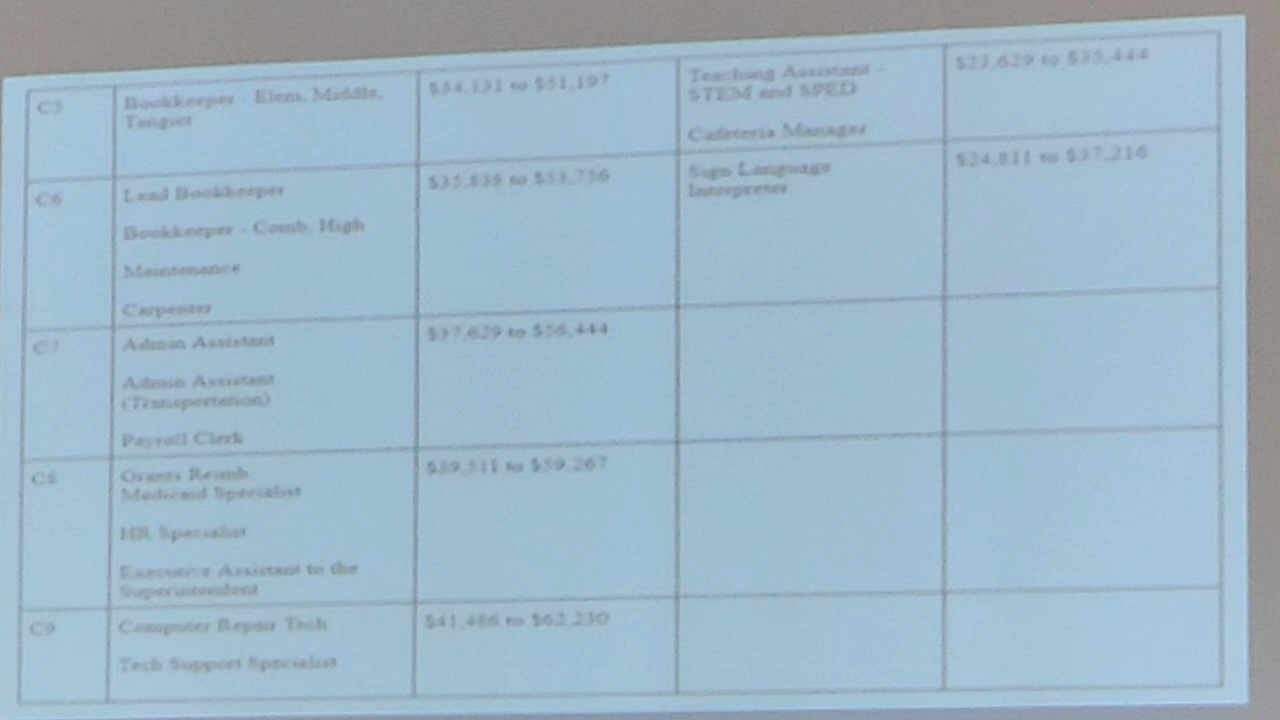 C5
Bookkeeper - Elem, Middle,
Tangier
$34,131 to $51,197
Teaching Assistant -
STEM and SPED
Cafeteria Manager
$23,629 to $35,444
C6
Lead Bookkeeper
Bookkeeper - Comb, High
Maintenance
Carpenter
$35,838 to $53,756
Sign Language
Interpreter
$24,811 to $37,216
C7
Admin Assistant
Admin Assistant
(Transportation)
Payroll Clerk
$37,629 to $56,444
C8
Grants Reimb
Medicaid Specialist
HR Specialist
Executive Assistant to the
Superintendent
$39,511 to $59,267
C9
Computer Repair Tech
Tech Support Specialist
$41,486 to $62,230